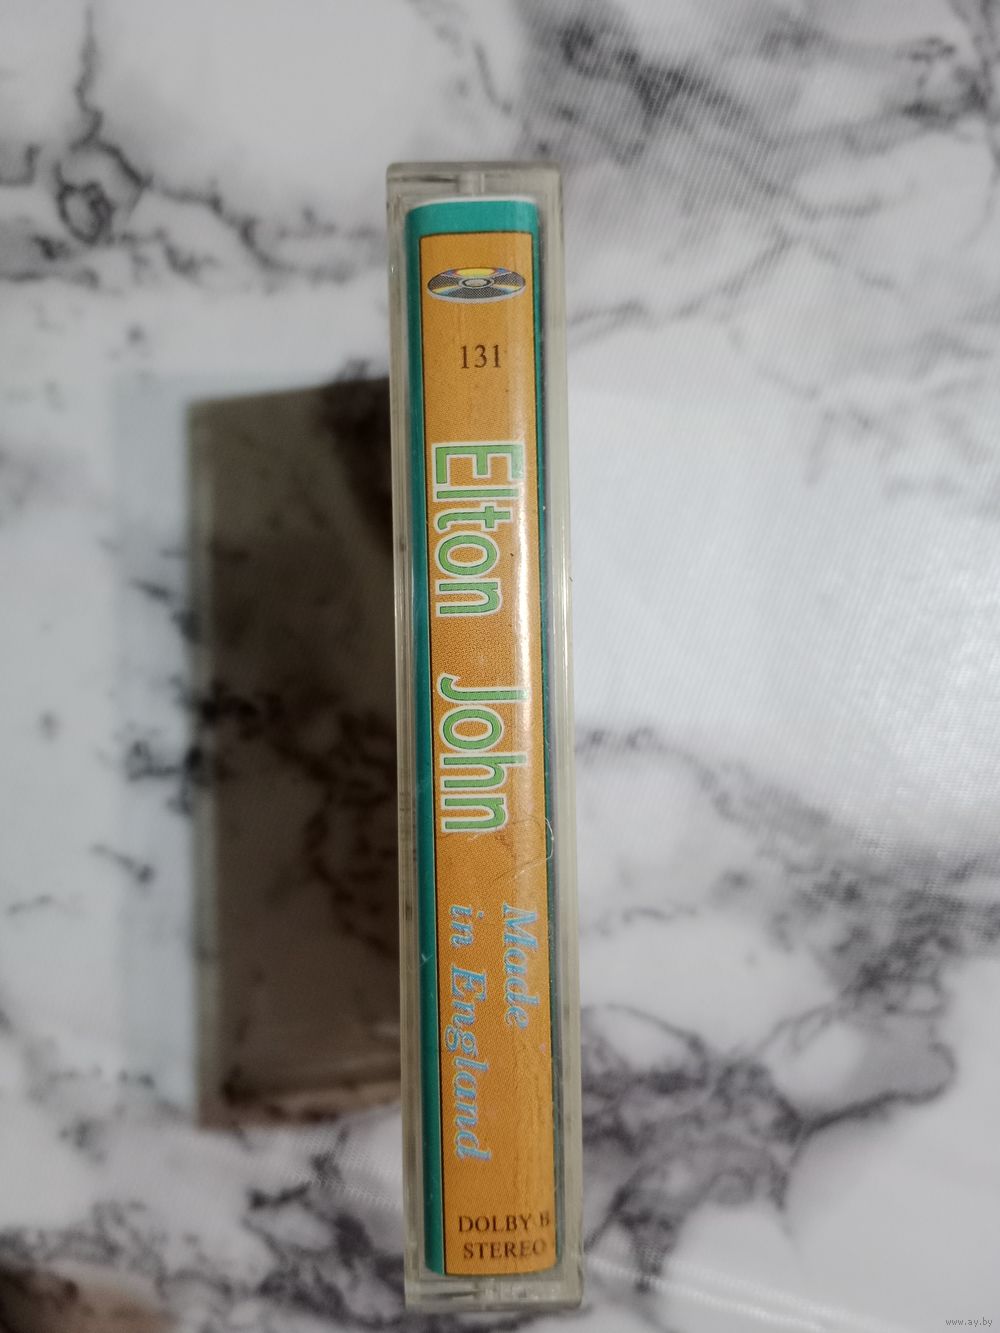 131
Elton John
Made
in England
DOLBY B
STEREO
www.ay.by